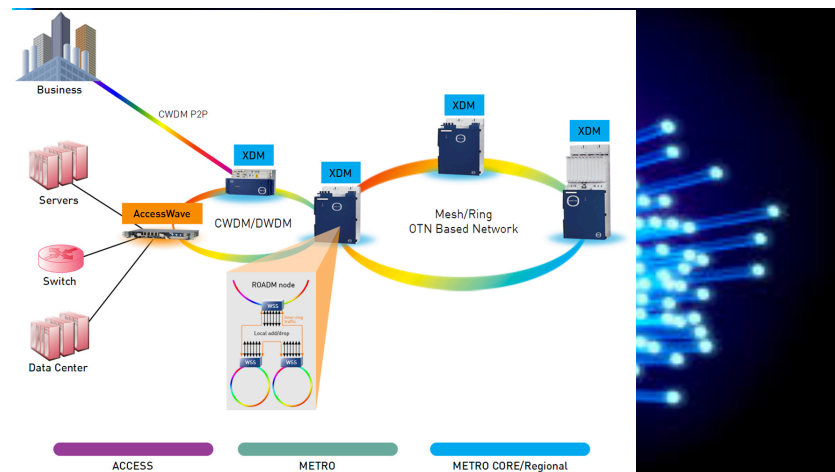 Business
CWDM P2P
XDM
XDM
XDM
XDM
Servers
AccessWave
CWDM/DWDM
Mesh/Ring
OTN Based Network
Switch
ROADM node
WSS
Local add/drop
WSS
WSS
Data Center
ACCESS
METRO
METRO CORE/Regional